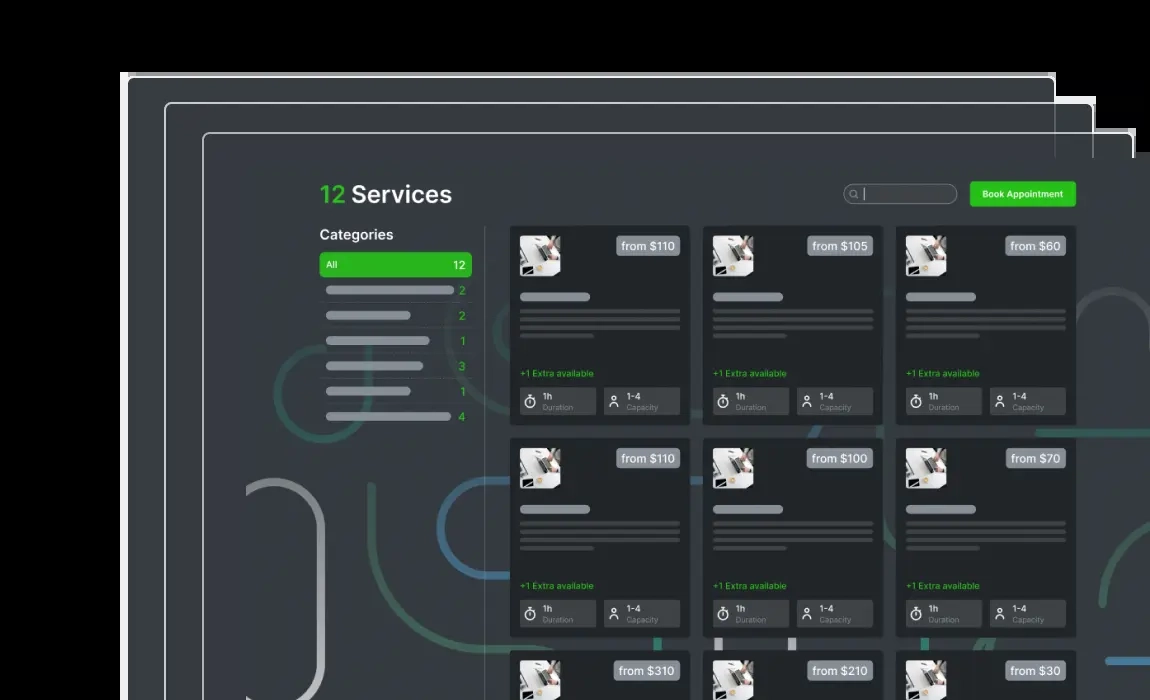 12 Services
Book Appointment
Categories
All 12
2
2
1
3
1
4
from $110
+1 Extra available
1h
Duration
1-4
Capacity
from $105
+1 Extra available
1h
Duration
1-4
Capacity
from $60
+1 Extra available
1h
Duration
1-4
Capacity
from $110
+1 Extra available
1h
Duration
1-4
Capacity
from $100
+1 Extra available
1h
Duration
1-4
Capacity
from $70
+1 Extra available
1h
Duration
1-4
Capacity
from $310
from $210
from $30